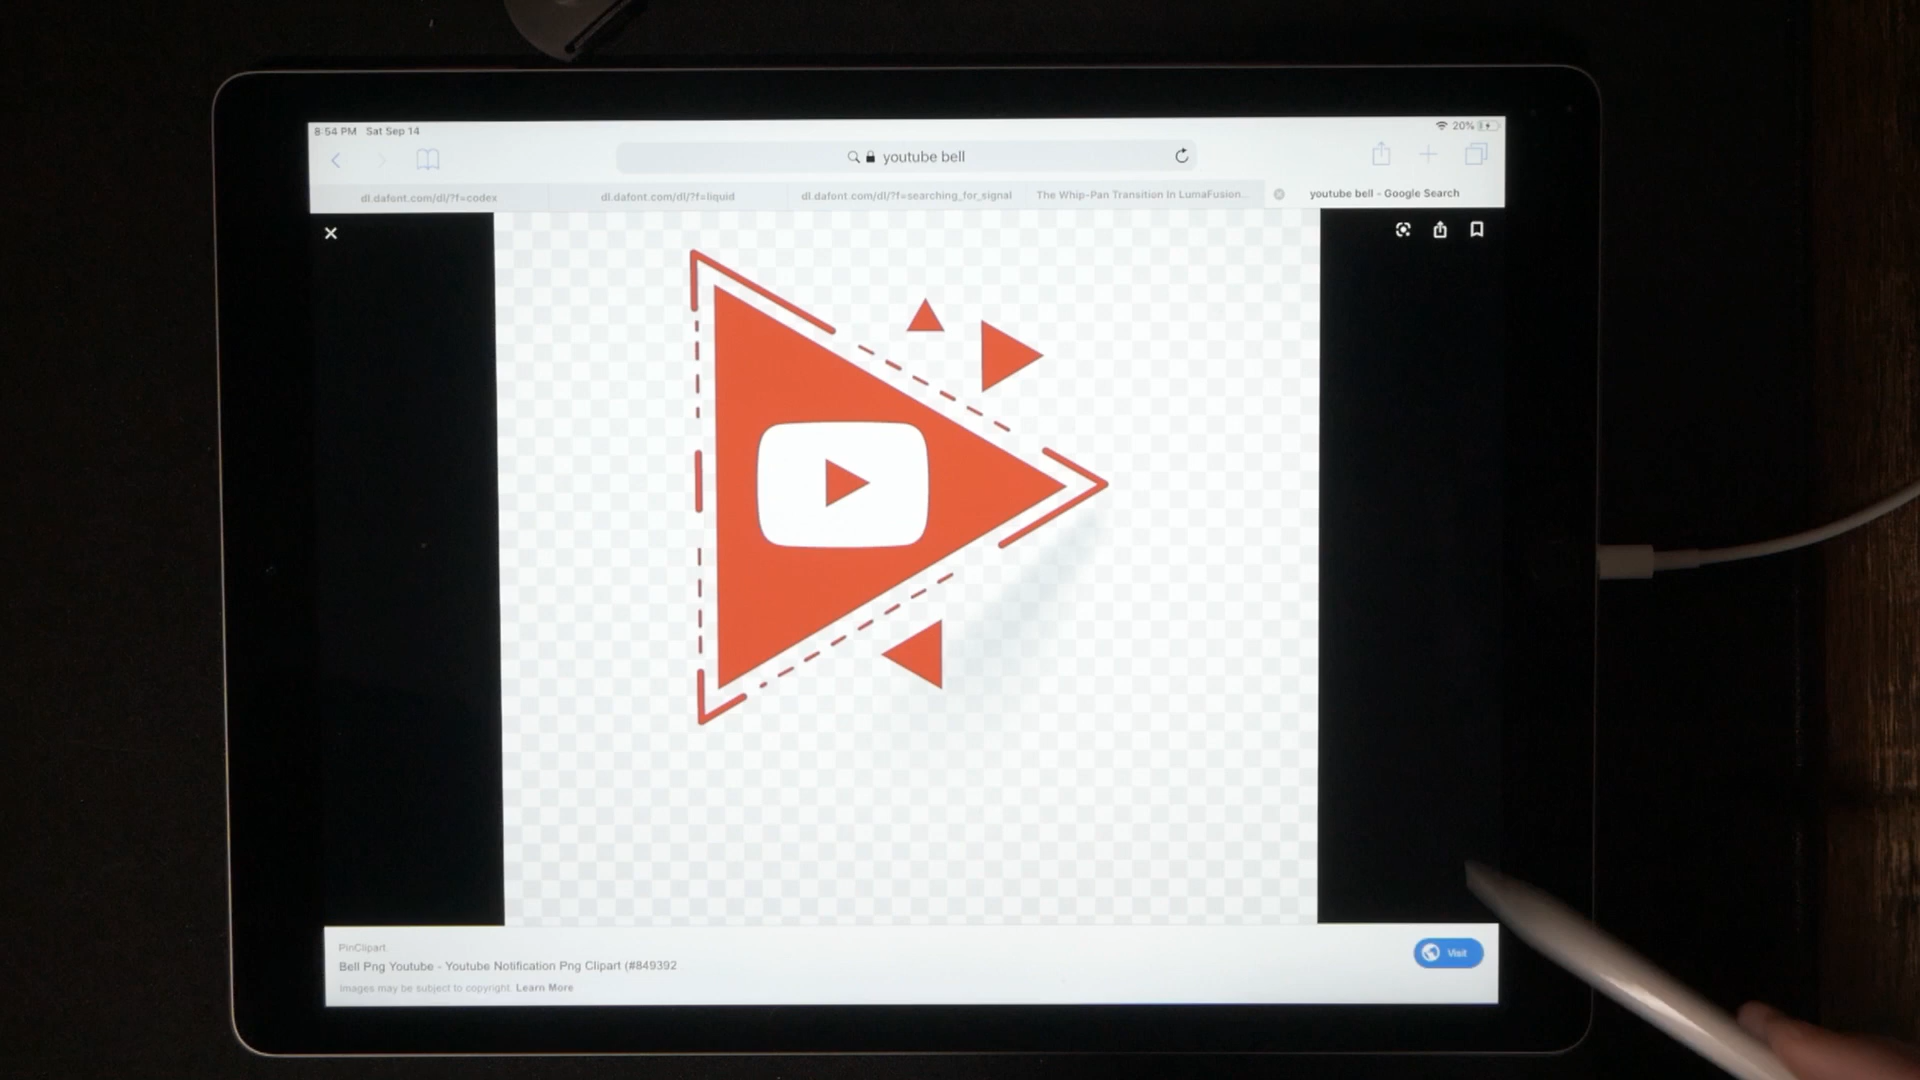 8:54 PM Sat Sep 14
20%
youtube bell
dl.dafont.com/dl/?f=codex
dl.dafont.com/dl/?f=liquid
dl.dafont.com/dl/?f=searching_for_signal
The Whip-Pan Transition In LumaFusion...
youtube bell - Google Search
PinClipart
Bell Png Youtube - Youtube Notification Png Clipart (#849392
Images may be subject to copyright. Learn More
Visit